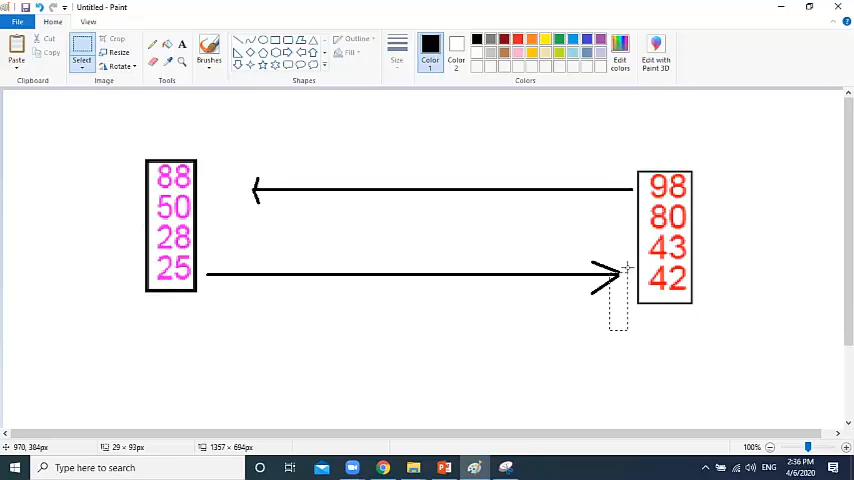 Untitled - Paint
File Home View
Paste
Cut
Copy
Clipboard
Select
Crop
Resize
Rotate
Image
A
Tools
Brushes
Outline
Fill
Shapes
Size
Color 1
Color 2
Edit colors
Edit with Paint 3D
Colors
88
50
28
25
98
80
43
42
970, 384px
29 × 93px
1357 × 694px
100%
Type here to search
ENG
2:36 PM
4/6/2020